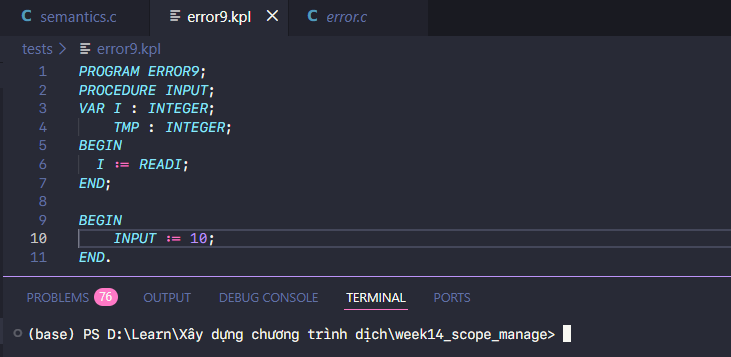 C semantics.c error9.kpl × C error.c
tests > error9.kpl
1 PROGRAM ERROR9;
2 PROCEDURE INPUT;
3 VAR I : INTEGER;
4 TMP : INTEGER;
5 BEGIN
6 I := READI;
7 END;
8
9 BEGIN
10 INPUT := 10;
11 END.
PROBLEMS 76 OUTPUT DEBUG CONSOLE TERMINAL PORTS
(base) PS D:\Learn\Xây dựng chương trình dịch\week14_scope_manage>